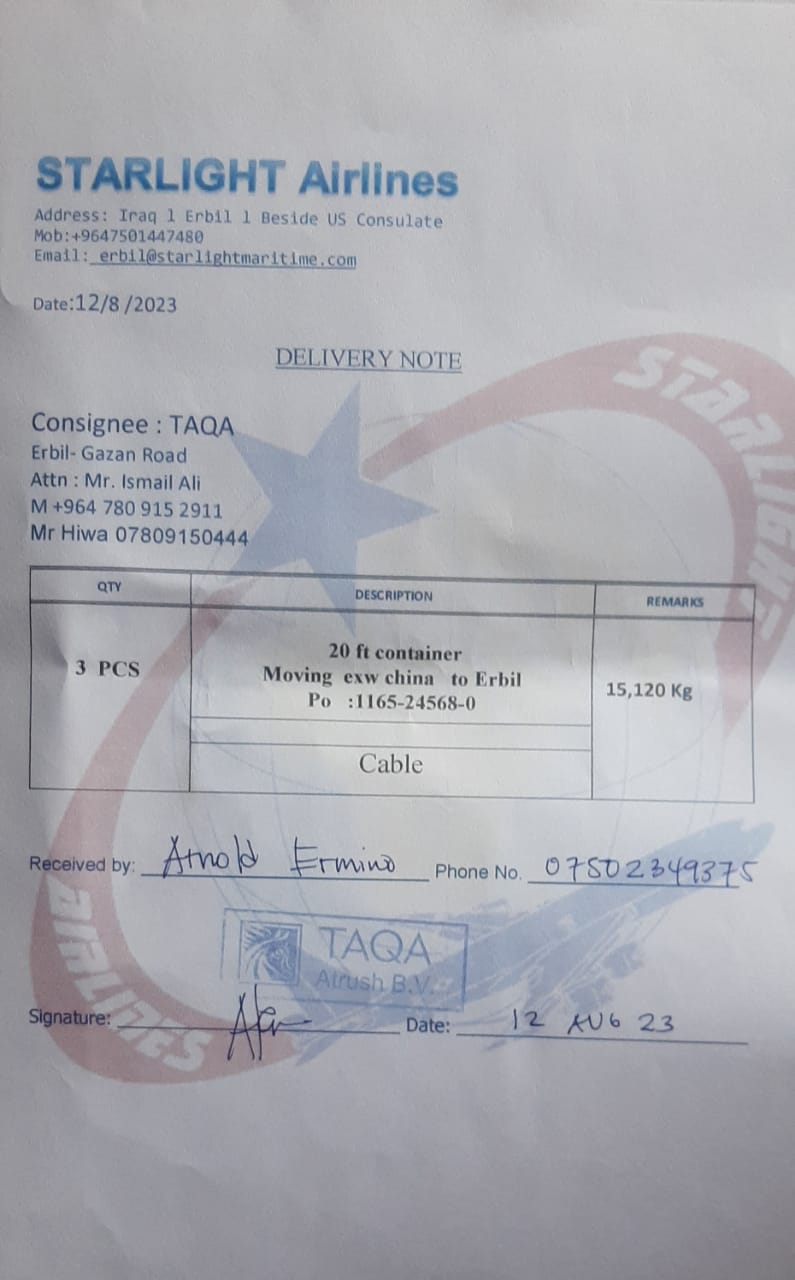 STARLIGHT Airlines
Address: Iraq l Erbil l Beside US Consulate
Mob:+9647501447480
Email: erbil@starlightmaritime.com
Date:12/8 /2023
DELIVERY NOTE
Consignee : TAQA
Erbil- Gazan Road
Attn : Mr. Ismail Ali
M +964 780 915 2911
Mr Hiwa 07809150444
QTY DESCRIPTION REMARKS
3 PCS
20 ft container
Moving exw china to Erbil
Po :1165-24568-0
15,120 Kg
Cable
Received by: Arnold Ermino Phone No. 07502349375
TAQA
Atrush B.V.
Signature: Date: 12 AUG 23
STARLIGHT
AIRLINES